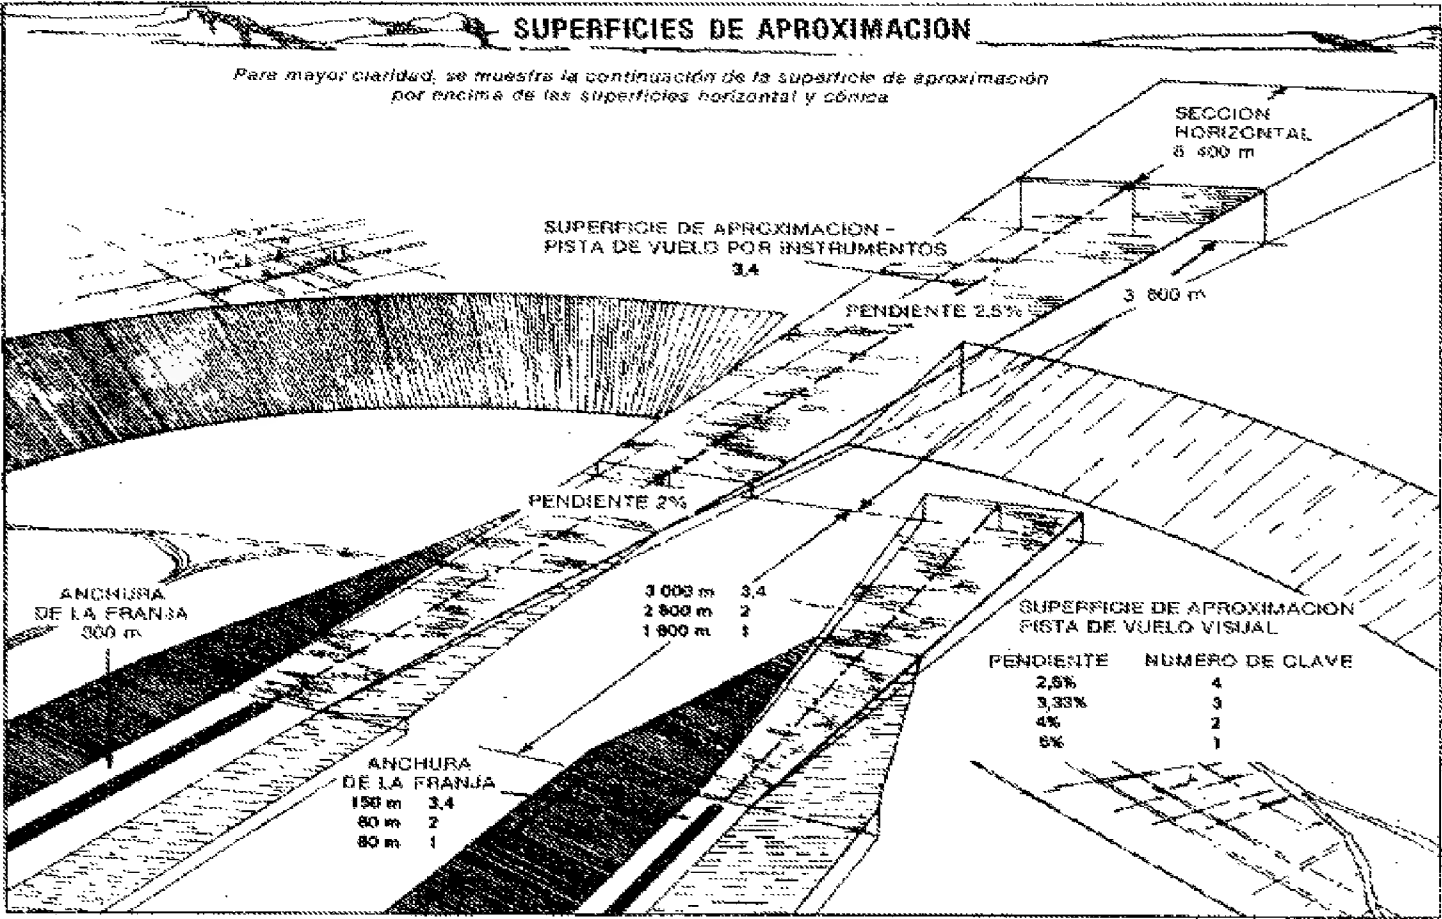 SUPERFICIES DE APROXIMACION
Para mayor claridad, se muestra la continuación de la superficie de aproximación
por encima de las superficies horizontal y cónica
SECCION
HORIZONTAL
8 400 m
SUPERFICIE DE APROXIMACION –
PISTA DE VUELO POR INSTRUMENTOS
3,4
3 600 m
PENDIENTE 2.5%
PENDIENTE 2%
ANCHURA
DE LA FRANJA
300 m
3 000 m 3,4
2 500 m 2
1 600 m 1
SUPERFICIE DE APROXIMACION
PISTA DE VUELO VISUAL
PENDIENTE NUMERO DE CLAVE
2,5% 4
3,33% 3
4% 2
5% 1
ANCHURA
DE LA FRANJA
150 m 3,4
80 m 2
60 m 1